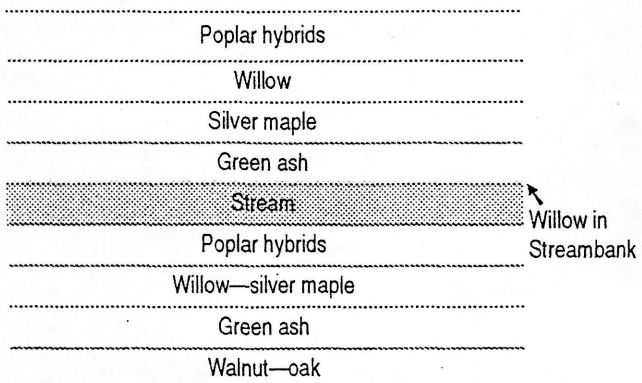 Poplar hybrids
Willow
Silver maple
Green ash
Stream
Willow in
Streambank
Poplar hybrids
Willow—silver maple
Green ash
Walnut—oak